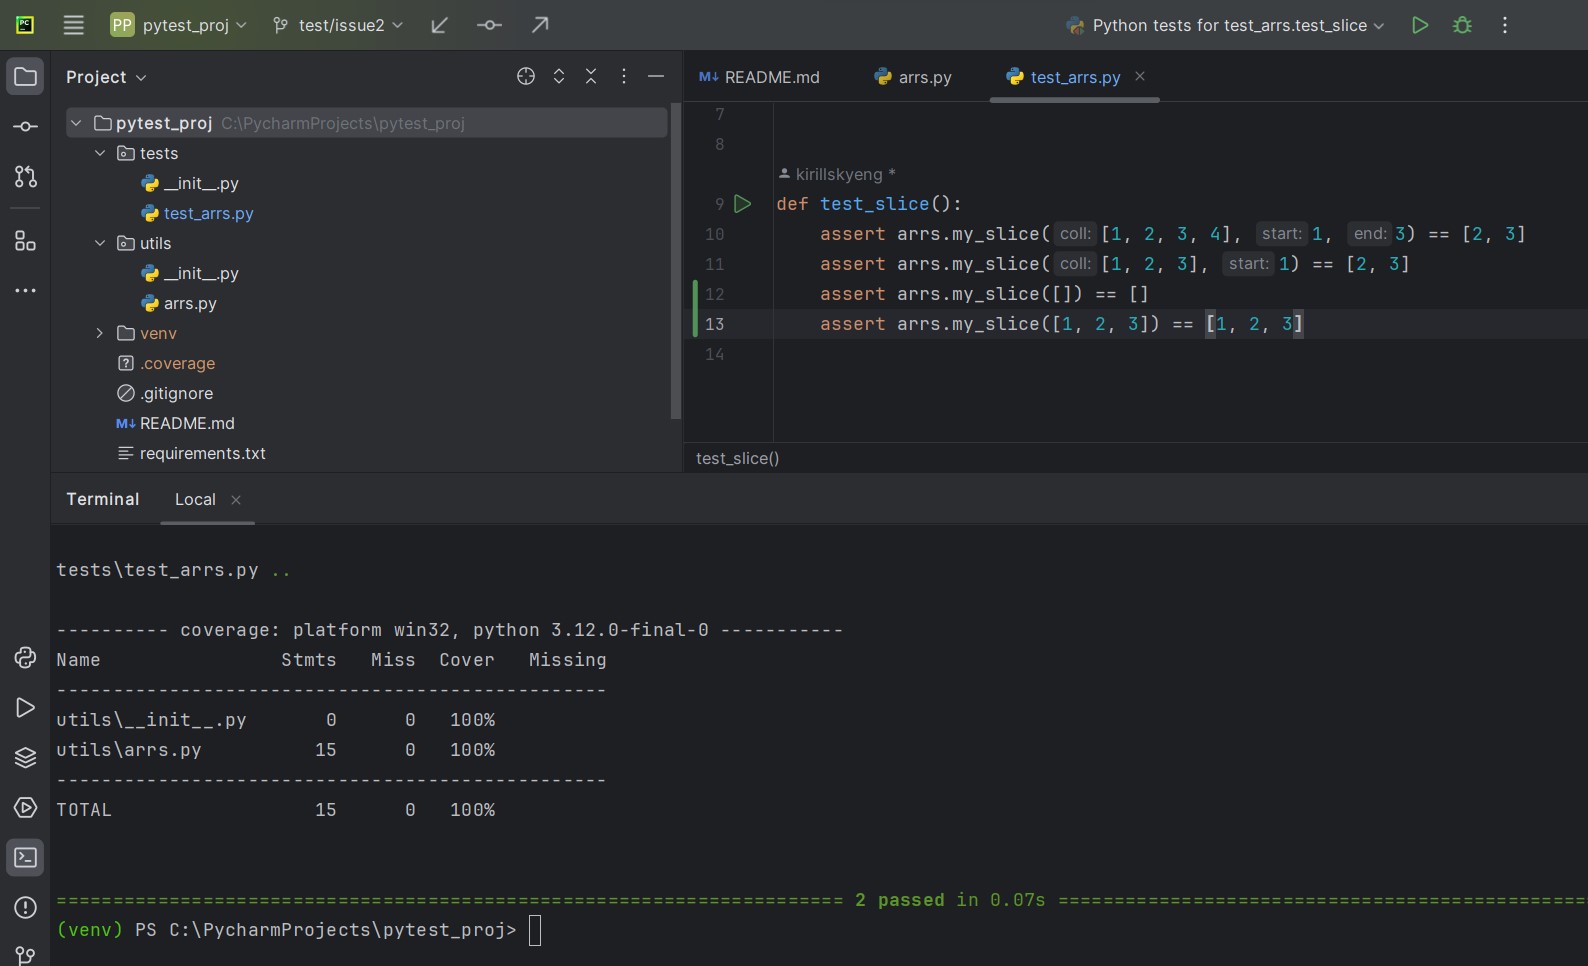 PP pytest_proj test/issue2 Python tests for test_arrs.test_slice
Project
pytest_proj C:\PycharmProjects\pytest_proj
tests
__init__.py
test_arrs.py
utils
__init__.py
arrs.py
venv
.coverage
.gitignore
README.md
requirements.txt
README.md arrs.py test_arrs.py
7
8
kirillskyeng *
9 def test_slice():
10 assert arrs.my_slice( coll: [1, 2, 3, 4], start: 1, end: 3) == [2, 3]
11 assert arrs.my_slice( coll: [1, 2, 3], start: 1) == [2, 3]
12 assert arrs.my_slice([]) == []
13 assert arrs.my_slice([1, 2, 3]) == [1, 2, 3]
14
test_slice()
Terminal Local
tests\test_arrs.py ..
---------- coverage: platform win32, python 3.12.0-final-0 -----------
Name Stmts Miss Cover Missing
-------------------------------------------------
utils\__init__.py 0 0 100%
utils\arrs.py 15 0 100%
-------------------------------------------------
TOTAL 15 0 100%
====================================================================== 2 passed in 0.07s ===============================================
(venv) PS C:\PycharmProjects\pytest_proj>